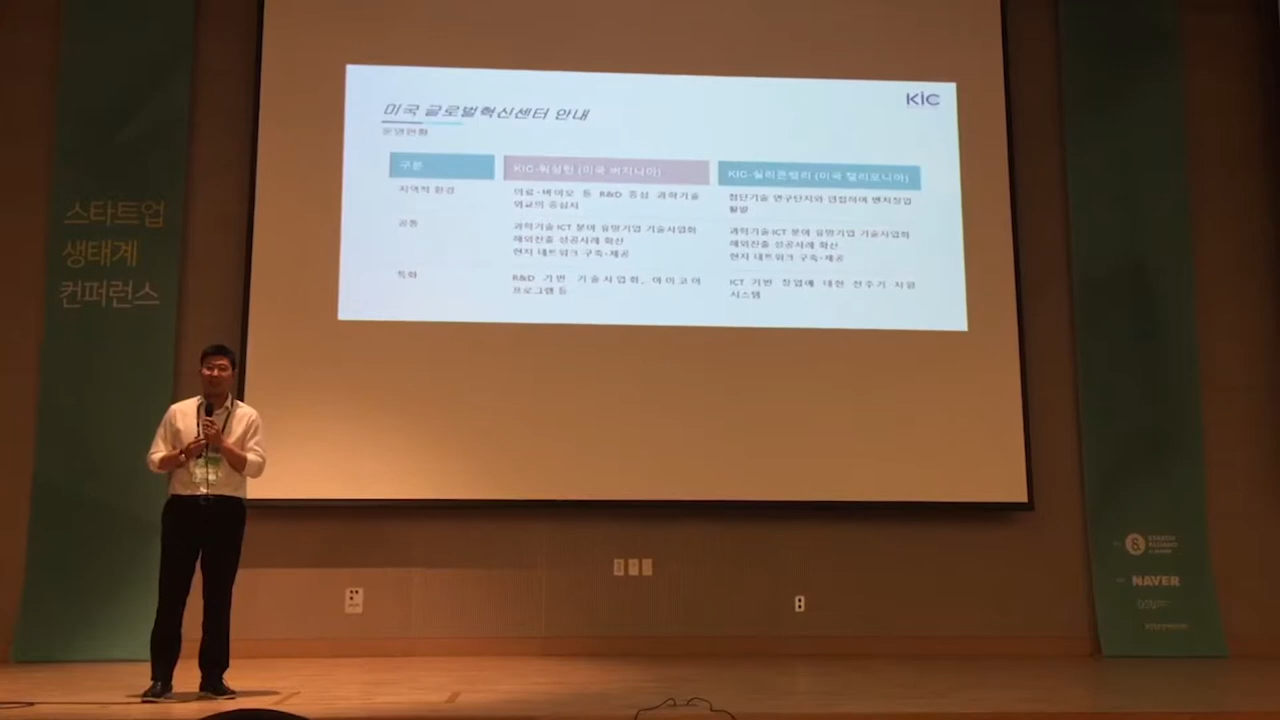 스타트업
생태계
컨퍼런스
KIC
미국 글로벌혁신센터 안내
운영현황
구분
KIC-워싱턴 (미국 버지니아)
KIC-실리콘밸리 (미국 캘리포니아)
지역적 환경
의료·바이오 등 R&D 중심 과학기술
외교의 중심지
첨단기술 연구단지와 인접하여 벤처창업
활발
공통
과학기술 ICT 분야 유망기업 기술사업화
해외진출 성공사례 확산
현지 네트워크 구축·제공
과학기술 ICT 분야 유망기업 기술사업화
해외진출 성공사례 확산
현지 네트워크 구축·제공
특화
R&D 기반 기술사업화, 아이코어
프로그램 등
ICT 기반 창업에 대한 전주기 지원
시스템
STARTUP
ALLIANCE
NAVER